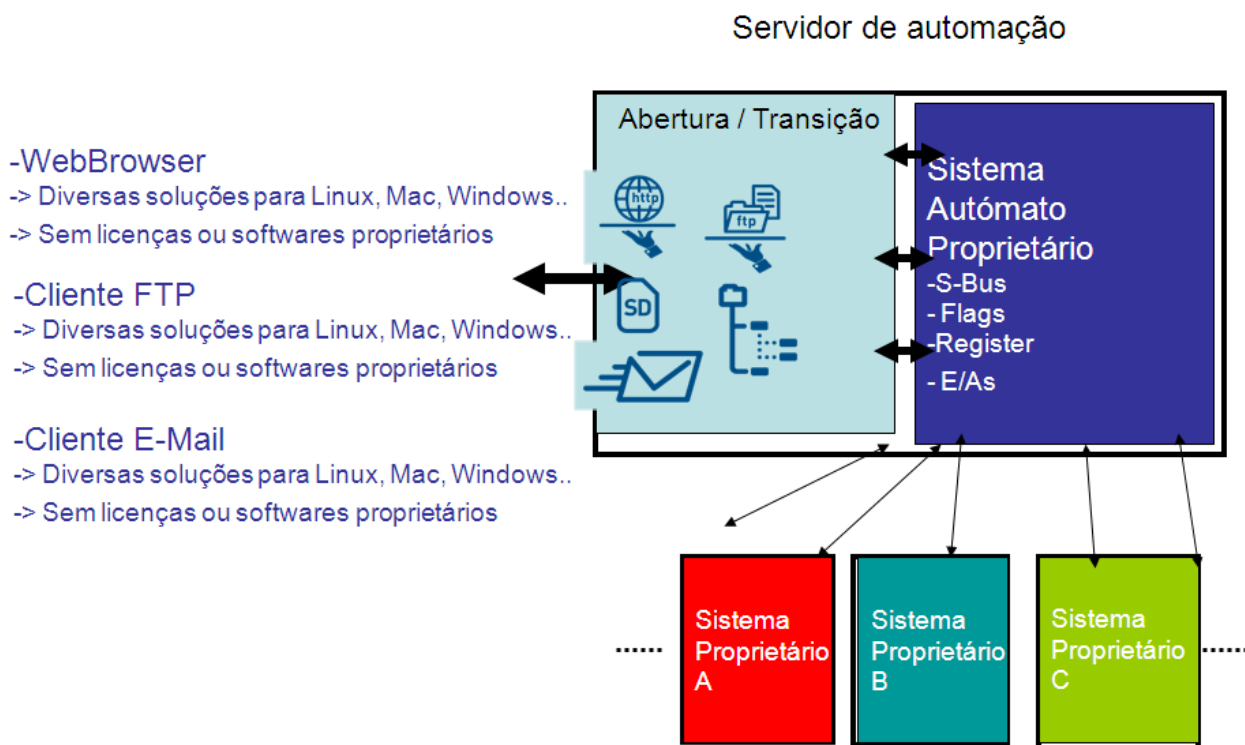 Servidor de automação
Abertura / Transição
-WebBrowser
-> Diversas soluções para Linux, Mac, Windows..
-> Sem licenças ou softwares proprietários
-Cliente FTP
-> Diversas soluções para Linux, Mac, Windows..
-> Sem licenças ou softwares proprietários
-Cliente E-Mail
-> Diversas soluções para Linux, Mac, Windows..
-> Sem licenças ou softwares proprietários
http
ftp
SD
Sistema
Autómato
Proprietário
-S-Bus
- Flags
-Register
- E/As
......
Sistema
Proprietário
A
Sistema
Proprietário
B
Sistema
Proprietário
C
......